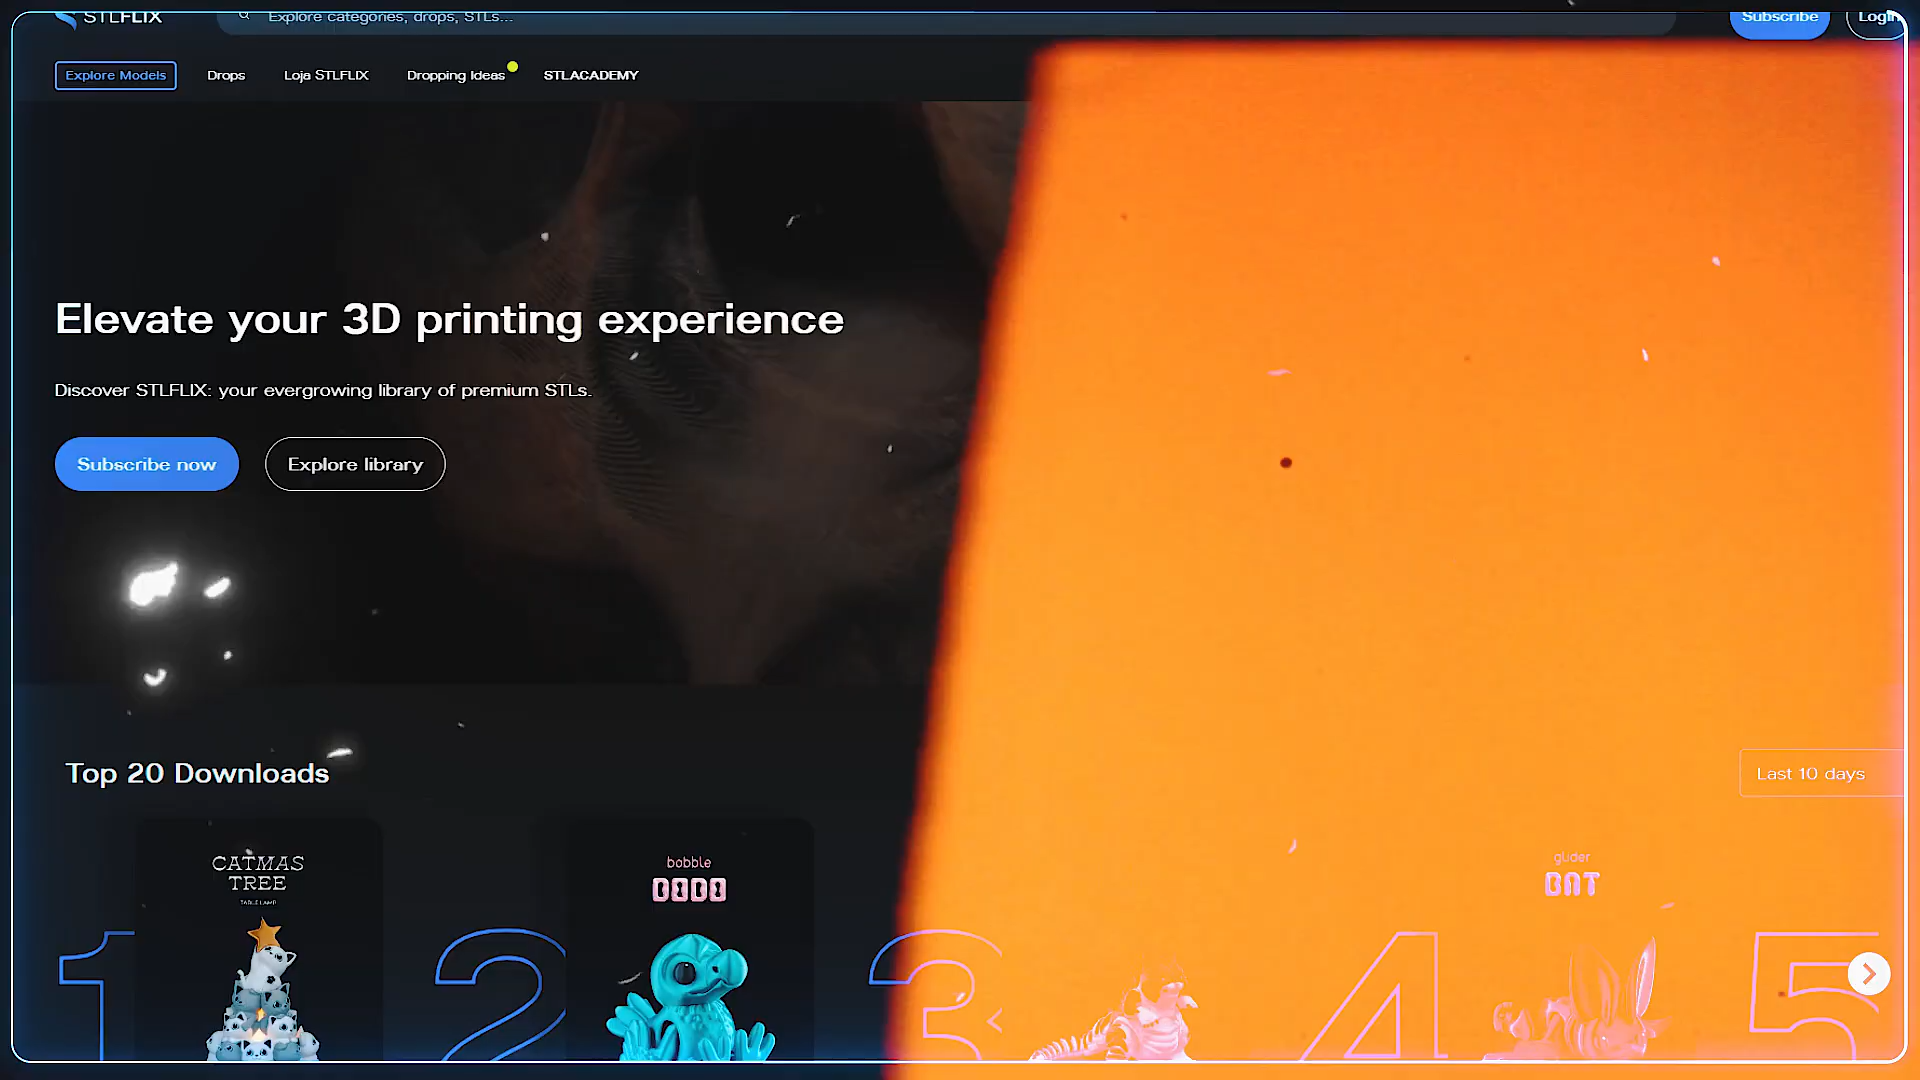 STLFLIX
Explore categories, drops, STLs...
Subscribe
Login
Explore Models
Drops
Loja STLFLIX
Dropping Ideas
STLACADEMY
Elevate your 3D printing experience
Discover STLFLIX: your evergrowing library of premium STLs.
Subscribe now
Explore library
Top 20 Downloads
Last 10 days
CATMAS
TREE
TABLE LAMP
bobble
DODO
glider
BAT
1
2
3
4
5